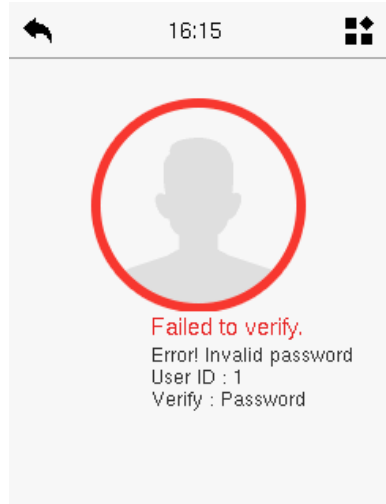 16:15
Failed to verify.
Error! Invalid password
User ID : 1
Verify : Password